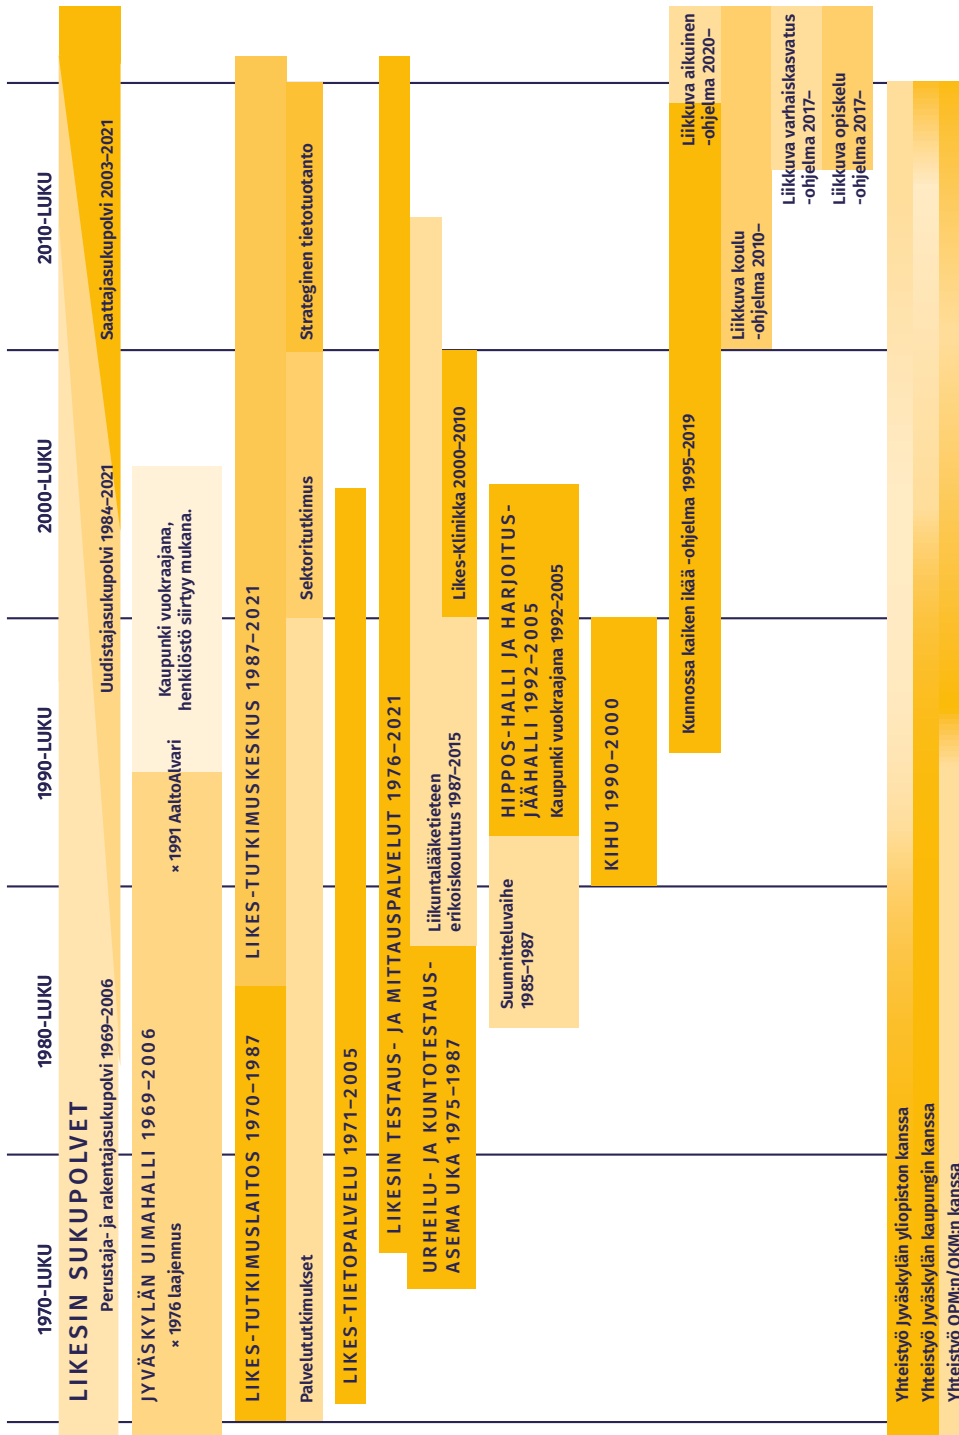 1970-LUKU
1980-LUKU
1990-LUKU
2000-LUKU
2010-LUKU
LIKESIN SUKUPOLVET
Perustaja- ja rakentajasukupolvi 1969–2006
Uudistajasukupolvi 1984–2021
Saattajasukupolvi 2003–2021
JYVÄSKYLÄN UIMAHALLI 1969–2006
× 1976 laajennus
× 1991 AaltoAlvari
Kaupunki vuokraajana,
henkilöstö siirtyy mukana.
LIKES-TUTKIMUSLAITOS 1970–1987
LIKES-TUTKIMUSKESKUS 1987–2021
Palvelututkimukset
Sektoritutkimus
Strateginen tietotuotanto
LIKES-TIETOPALVELU 1971–2005
LIKESIN TESTAUS- JA MITTAUSPALVELUT 1976–2021
URHEILU- JA KUNTOTESTAUS-
ASEMA UKA 1975–1987
Liikuntalääketieteen
erikoiskoulutus 1987–2015
Likes-Klinikka 2000–2010
Suunnitteluvaihe
1985–1987
HIPPOS-HALLI JA HARJOITUS-
JÄÄHALLI 1992–2005
Kaupunki vuokraajana 1992–2005
KIHU 1990–2000
Kunnossa kaiken ikää -ohjelma 1995–2019
Liikkuva aikuinen
-ohjelma 2020–
Liikkuva koulu
-ohjelma 2010–
Liikkuva varhaiskasvatus
-ohjelma 2017–
Liikkuva opiskelu
-ohjelma 2017–
Yhteistyö Jyväskylän yliopiston kanssa
Yhteistyö Jyväskylän kaupungin kanssa
Yhteistyö OPM:n/OKM:n kanssa